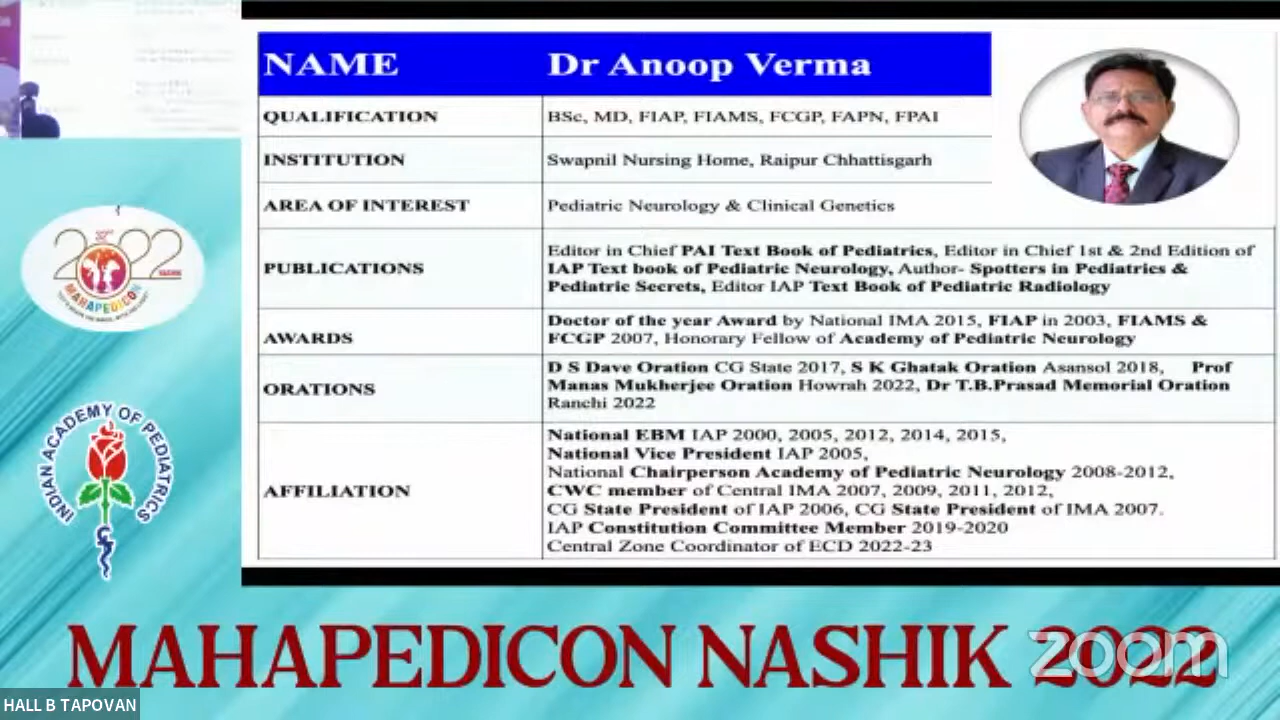 NAME Dr Anoop Verma
QUALIFICATION BSc, MD, FIAP, FIAMS, FCGP, FAPN, FPAI
INSTITUTION Swapnil Nursing Home, Raipur Chhattisgarh
AREA OF INTEREST Pediatric Neurology & Clinical Genetics
PUBLICATIONS
Editor in Chief PAI Text Book of Pediatrics, Editor in Chief 1st & 2nd Edition of
IAP Text book of Pediatric Neurology, Author- Spotters in Pediatrics &
Pediatric Secrets, Editor IAP Text Book of Pediatric Radiology
AWARDS
Doctor of the year Award by National IMA 2015, FIAP in 2003, FIAMS &
FCGP 2007, Honorary Fellow of Academy of Pediatric Neurology
ORATIONS
D S Dave Oration CG State 2017, S K Ghatak Oration Asansol 2018, Prof
Manas Mukherjee Oration Howrah 2022, Dr T.B.Prasad Memorial Oration
Ranchi 2022
AFFILIATION
National EBM IAP 2000, 2005, 2012, 2014, 2015,
National Vice President IAP 2005,
National Chairperson Academy of Pediatric Neurology 2008-2012,
CWC member of Central IMA 2007, 2009, 2011, 2012,
CG State President of IAP 2006, CG State President of IMA 2007.
IAP Constitution Committee Member 2019-2020
Central Zone Coordinator of ECD 2022-23
2022
MAHAPEDICON
INDIAN ACADEMY OF PEDIATRICS
MAHAPEDICON NASHIK 2022
zoom
HALL B TAPOVAN